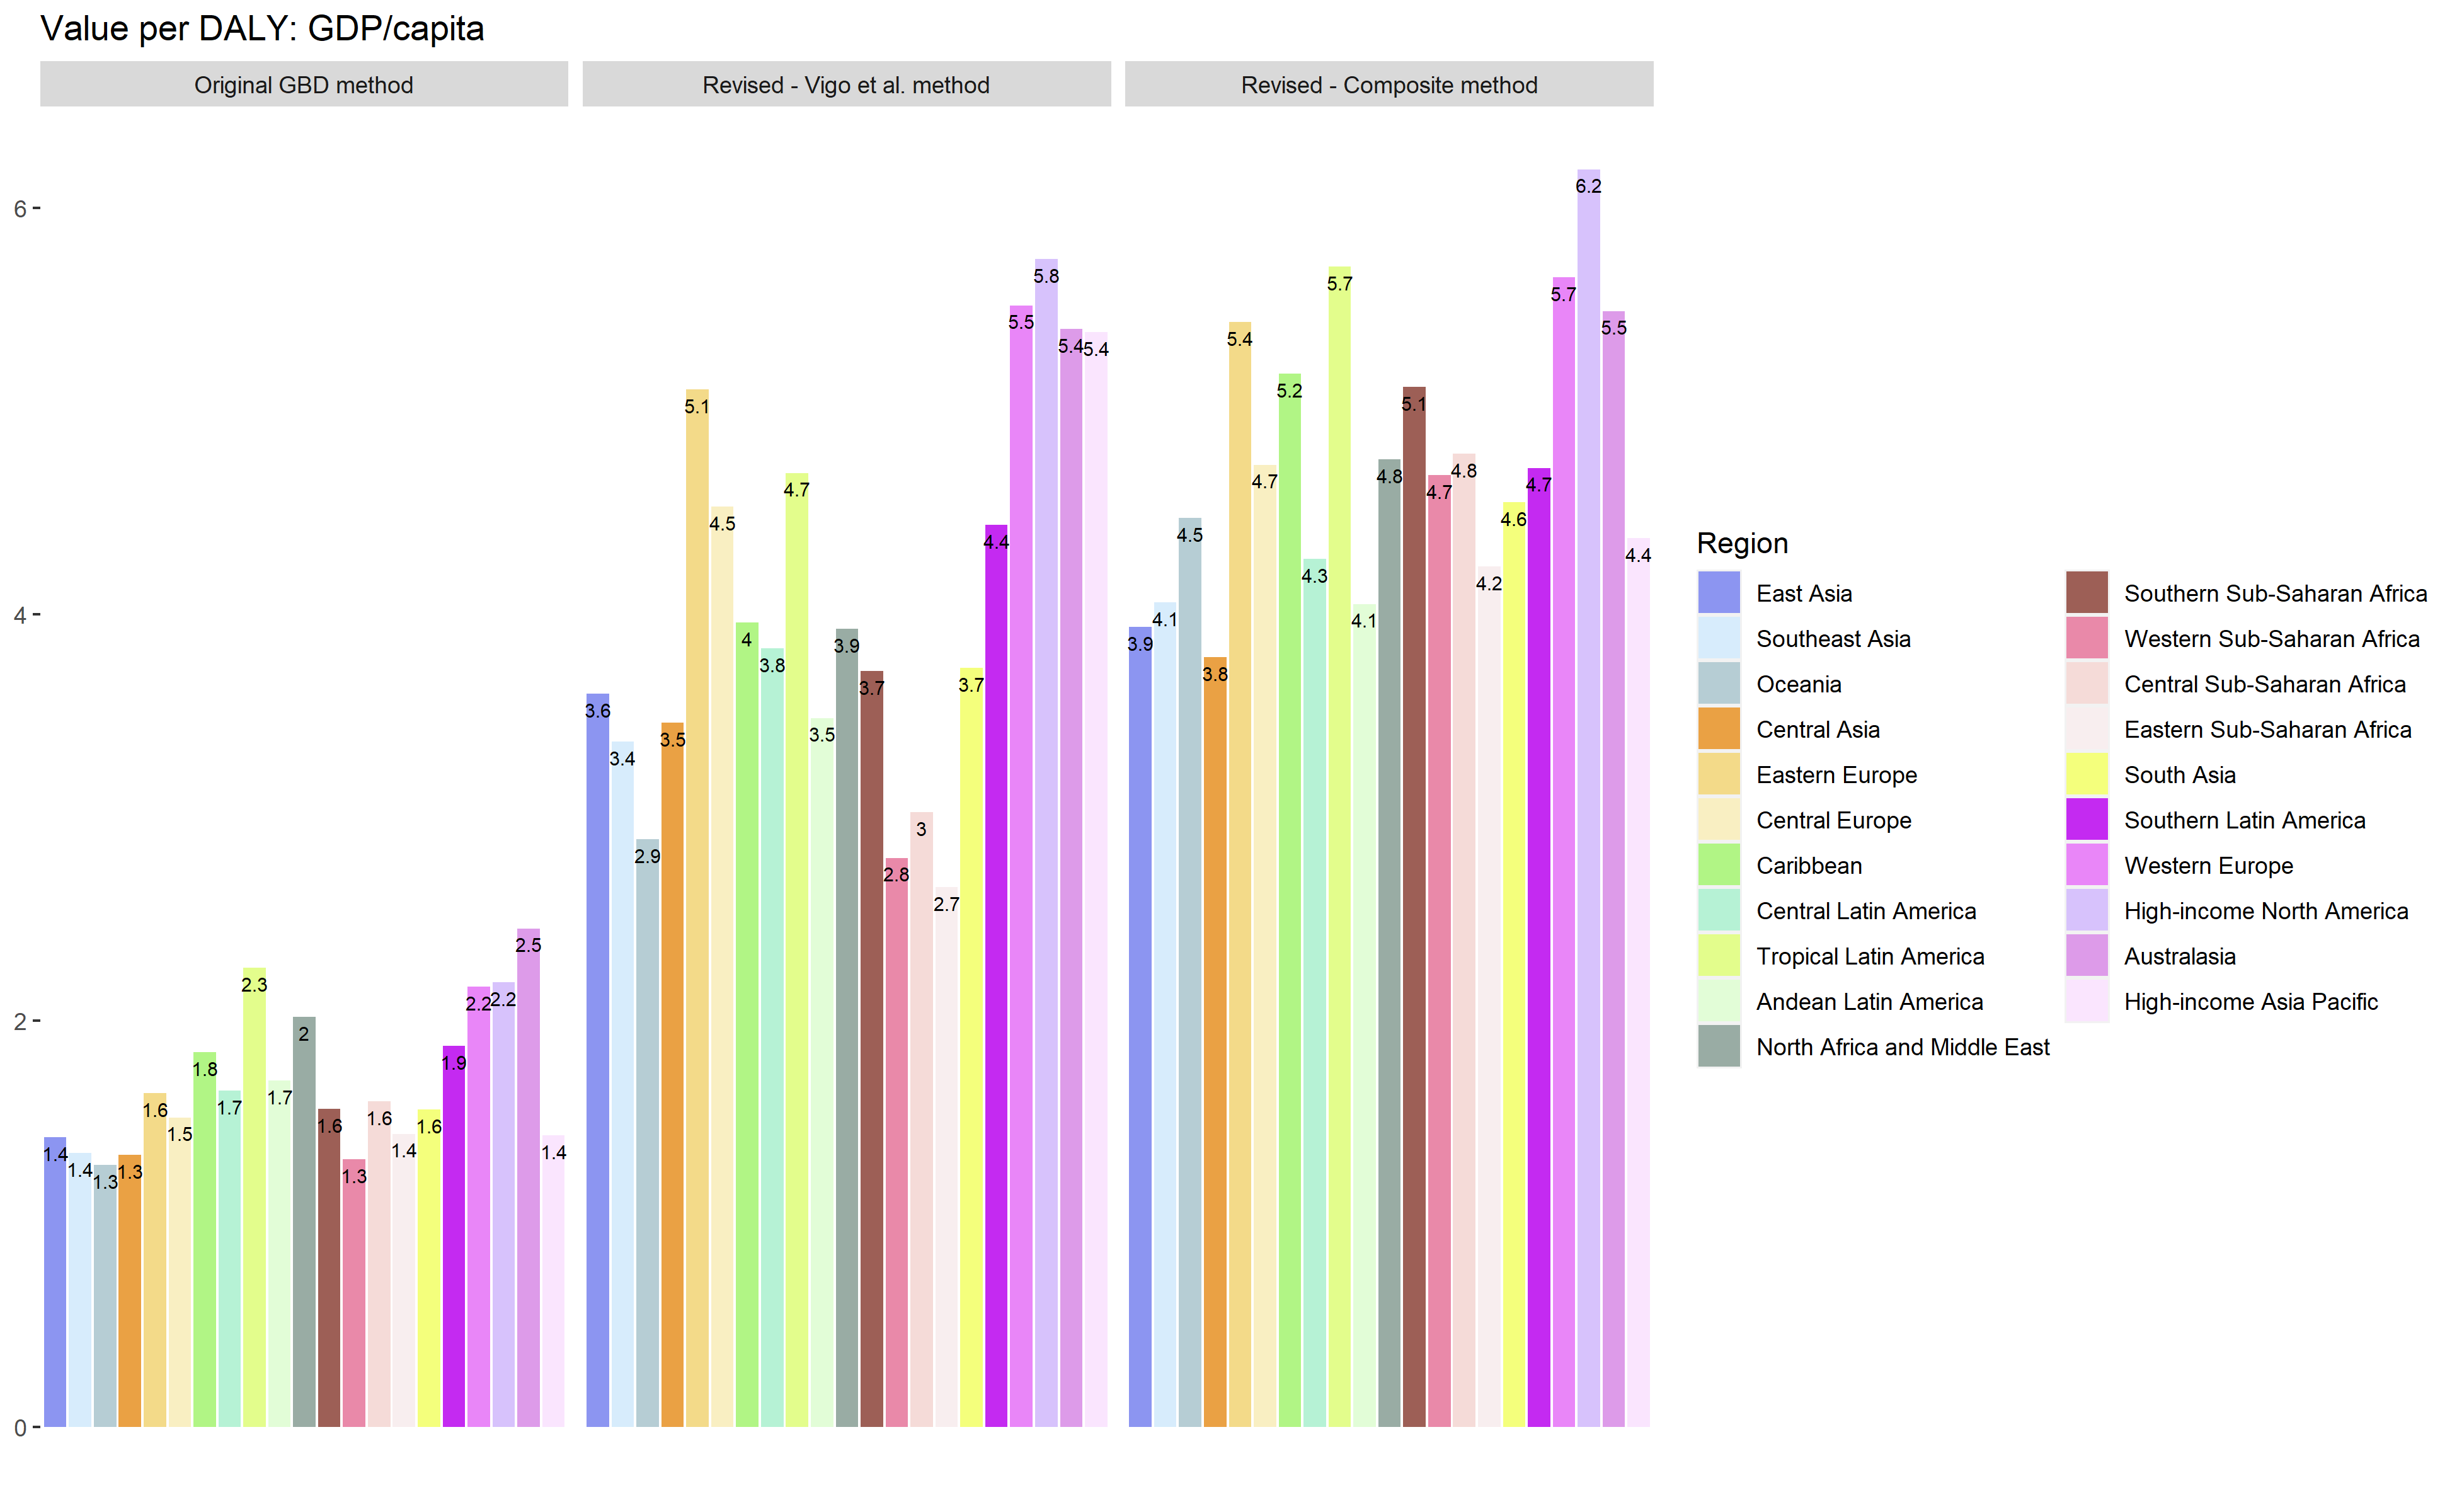 Value per DALY: GDP/capita
Original GBD method
Revised - Vigo et al. method
Revised - Composite method
6
4
2
0
1.4
1.4
1.3
1.3
1.6
1.5
1.8
1.7
2.3
1.7
2
1.6
1.3
1.6
1.4
1.6
1.9
2.2
2.2
2.5
1.4
3.6
3.4
2.9
3.5
5.1
4.5
4
3.8
4.7
3.5
3.9
3.7
2.8
3
2.7
3.7
4.4
5.5
5.8
5.4
5.4
3.9
4.1
4.5
3.8
5.4
4.7
5.2
4.3
5.7
4.1
4.8
5.1
4.7
4.8
4.2
4.6
4.7
5.7
6.2
5.5
4.4
Region
East Asia
Southeast Asia
Oceania
Central Asia
Eastern Europe
Central Europe
Caribbean
Central Latin America
Tropical Latin America
Andean Latin America
North Africa and Middle East
Southern Sub-Saharan Africa
Western Sub-Saharan Africa
Central Sub-Saharan Africa
Eastern Sub-Saharan Africa
South Asia
Southern Latin America
Western Europe
High-income North America
Australasia
High-income Asia Pacific